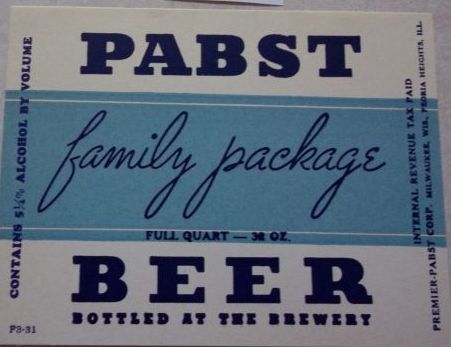 PABST
family package
FULL QUART — 32 OZ.
BEER
BOTTLED AT THE BREWERY
CONTAINS 5¼% ALCOHOL BY VOLUME
INTERNAL REVENUE TAX PAID
PREMIER-PABST CORP. MILWAUKEE, WIS., PEORIA HEIGHTS, ILL.
P2-31